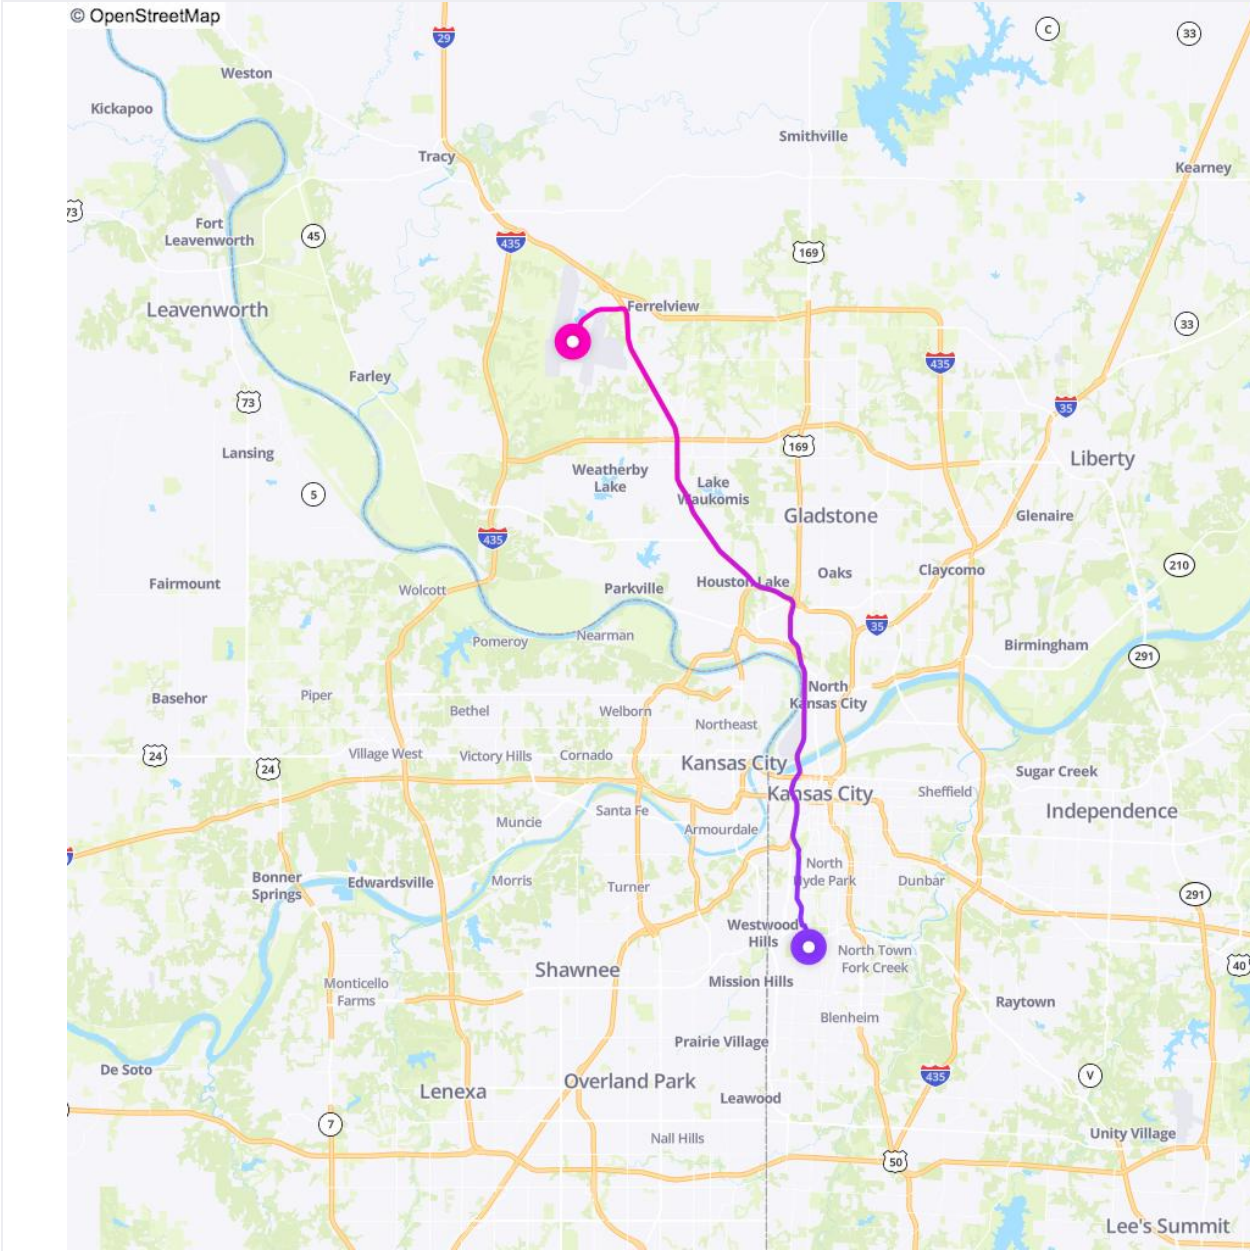 © OpenStreetMap
29
C
33
Weston
Kickapoo
Smithville
Tracy
Kearney
73
Fort
Leavenworth
45
435
169
Leavenworth
Ferrelview
33
435
Farley
73
35
Lansing
169
Liberty
Weatherby
Lake
Lake
Waukomis
5
Gladstone
Glenaire
435
210
Fairmount
Wolcott
Parkville
Houston Lake
Oaks
Claycomo
35
Pomeroy
Nearman
Birmingham
291
Basehor
Piper
Bethel
Welborn
North
Kansas City
Northeast
24
Village West
Victory Hills
Cornado
Kansas City
24
Sugar Creek
Kansas City
Sheffield
Independence
Muncie
Santa Fe
Armourdale
North
Hyde Park
Bonner
Springs
Edwardsville
Morris
Turner
Dunbar
291
Westwood
Hills
North Town
Fork Creek
40
Shawnee
Mission Hills
Monticello
Farms
Raytown
Blenheim
Prairie Village
De Soto
Lenexa
Overland Park
435
V
Leawood
7
Nall Hills
Unity Village
50
Lee's Summit